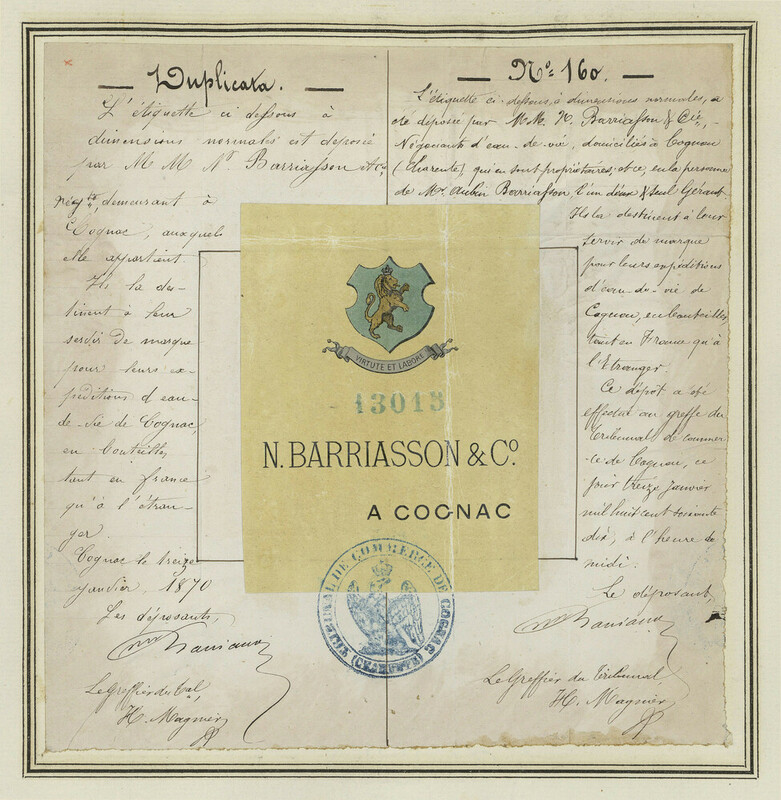 Duplicata.
L'étiquette ci dessous à
dimensions normales est déposée
par M M N. Barriasson & Co
négts, demeurant à
Cognac, auxquels
elle appartient.
Ils la des-
tinent à leur
servir de marque
pour leurs ex-
péditions d'eau-
de-vie de Cognac,
en bouteilles,
tant en france
qu'à l'étran-
ger.
Cognac le treize
janvier, 1870
Les déposants,
Le Greffier du Tal,
H. Magnier
No 160.
L'étiquette ci-dessous, à dimensions normales, a
été déposée par M.M. N. Barriasson & Cie,
Négociants d'eau-de-vie, domiciliés à Cognac
(Charente) qui en sont propriétaires; et ce, en la personne
de Mr. Aubin Barriasson, l'un d'eux & seul Gérant.
Ils la destinent à leur
servir de marque
pour leurs expéditions
d'eau-de-vie de
Cognac, en bouteilles,
tant en France qu'à
l'Etranger.
Ce dépôt a été
effectué au greffe du
Tribunal de commer-
ce de Cognac, ce
jour treize janvier
mil huit cent soixante
dix, à l'heure de
midi.
Le déposant,
Le Greffier du Tribunal
H. Magnier
VIRTUTE ET LABORE
13015
N. BARRIASSON & Co.
A COGNAC
TRIBUNAL DE COMMERCE DE COGNAC
(CHARENTE)